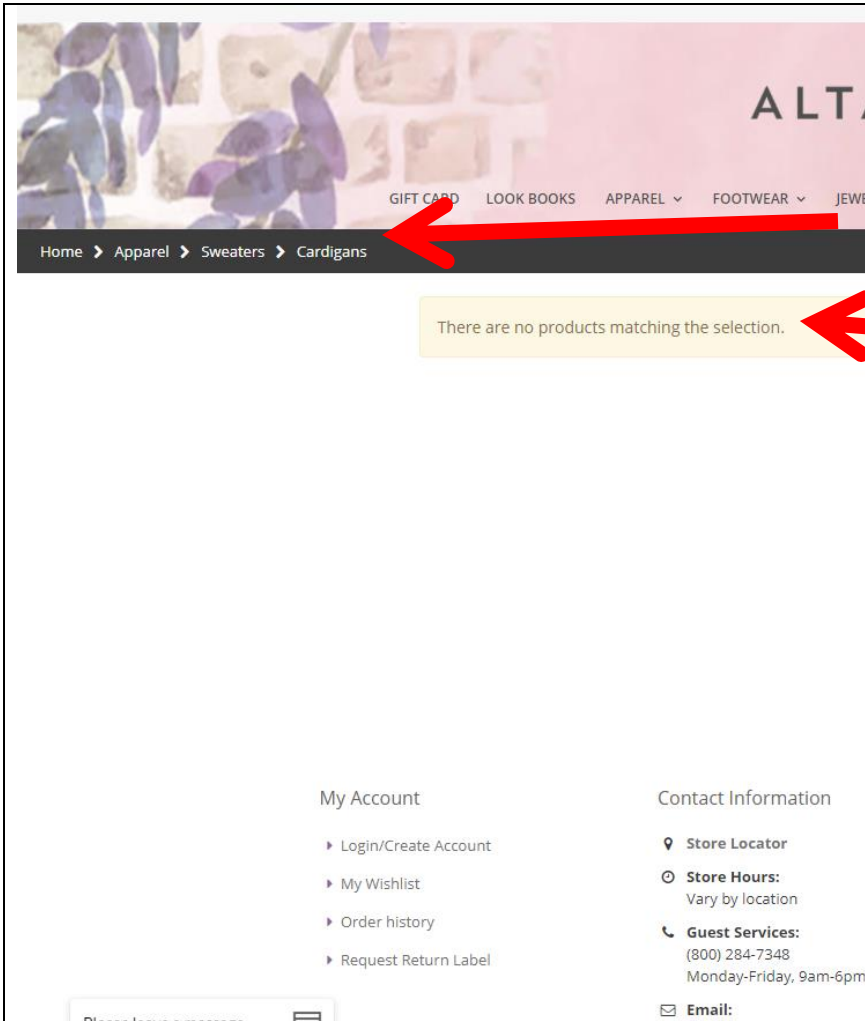 ALTA
GIFT CARD LOOK BOOKS APPAREL FOOTWEAR
Home Apparel Sweaters Cardigans
There are no products matching the selection.
My Account
Login/Create Account
My Wishlist
Order history
Request Return Label
Contact Information
Store Locator
Store Hours:
Vary by location
Guest Services:
(800) 284-7348
Monday-Friday, 9am-6pm
Email: